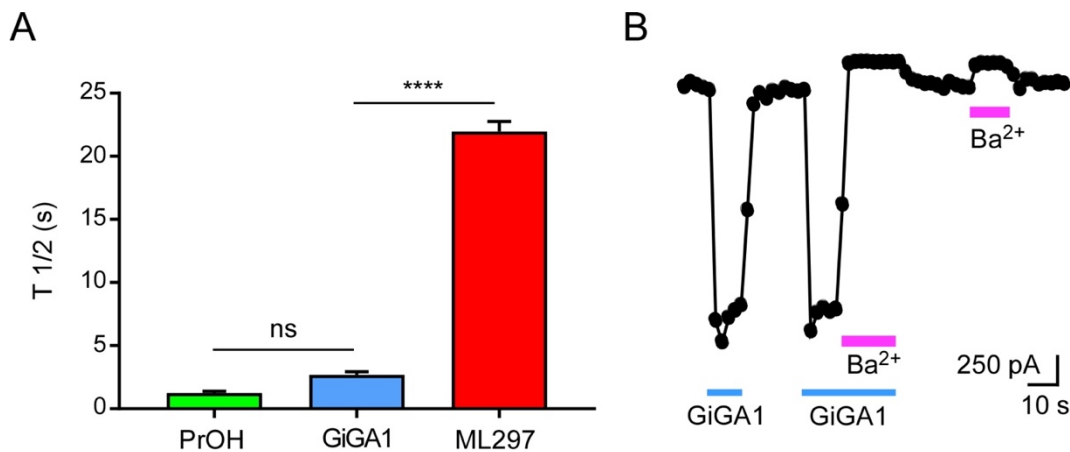 A
T 1/2 (s)
25
20
15
10
5
0
****
ns
PrOH
GiGA1
ML297
B
Ba²⁺
Ba²⁺
250 pA
10 s
GiGA1
GiGA1